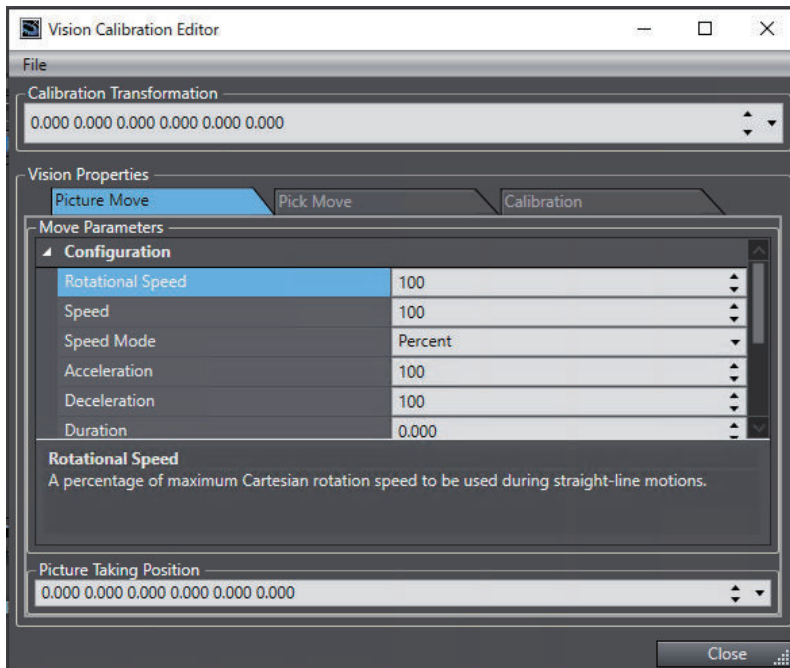 Vision Calibration Editor
File
Calibration Transformation
0.000 0.000 0.000 0.000 0.000 0.000
Vision Properties
Picture Move Pick Move Calibration
Move Parameters
Configuration
Rotational Speed 100
Speed 100
Speed Mode Percent
Acceleration 100
Deceleration 100
Duration 0.000
Rotational Speed
A percentage of maximum Cartesian rotation speed to be used during straight-line motions.
Picture Taking Position
0.000 0.000 0.000 0.000 0.000 0.000
Close